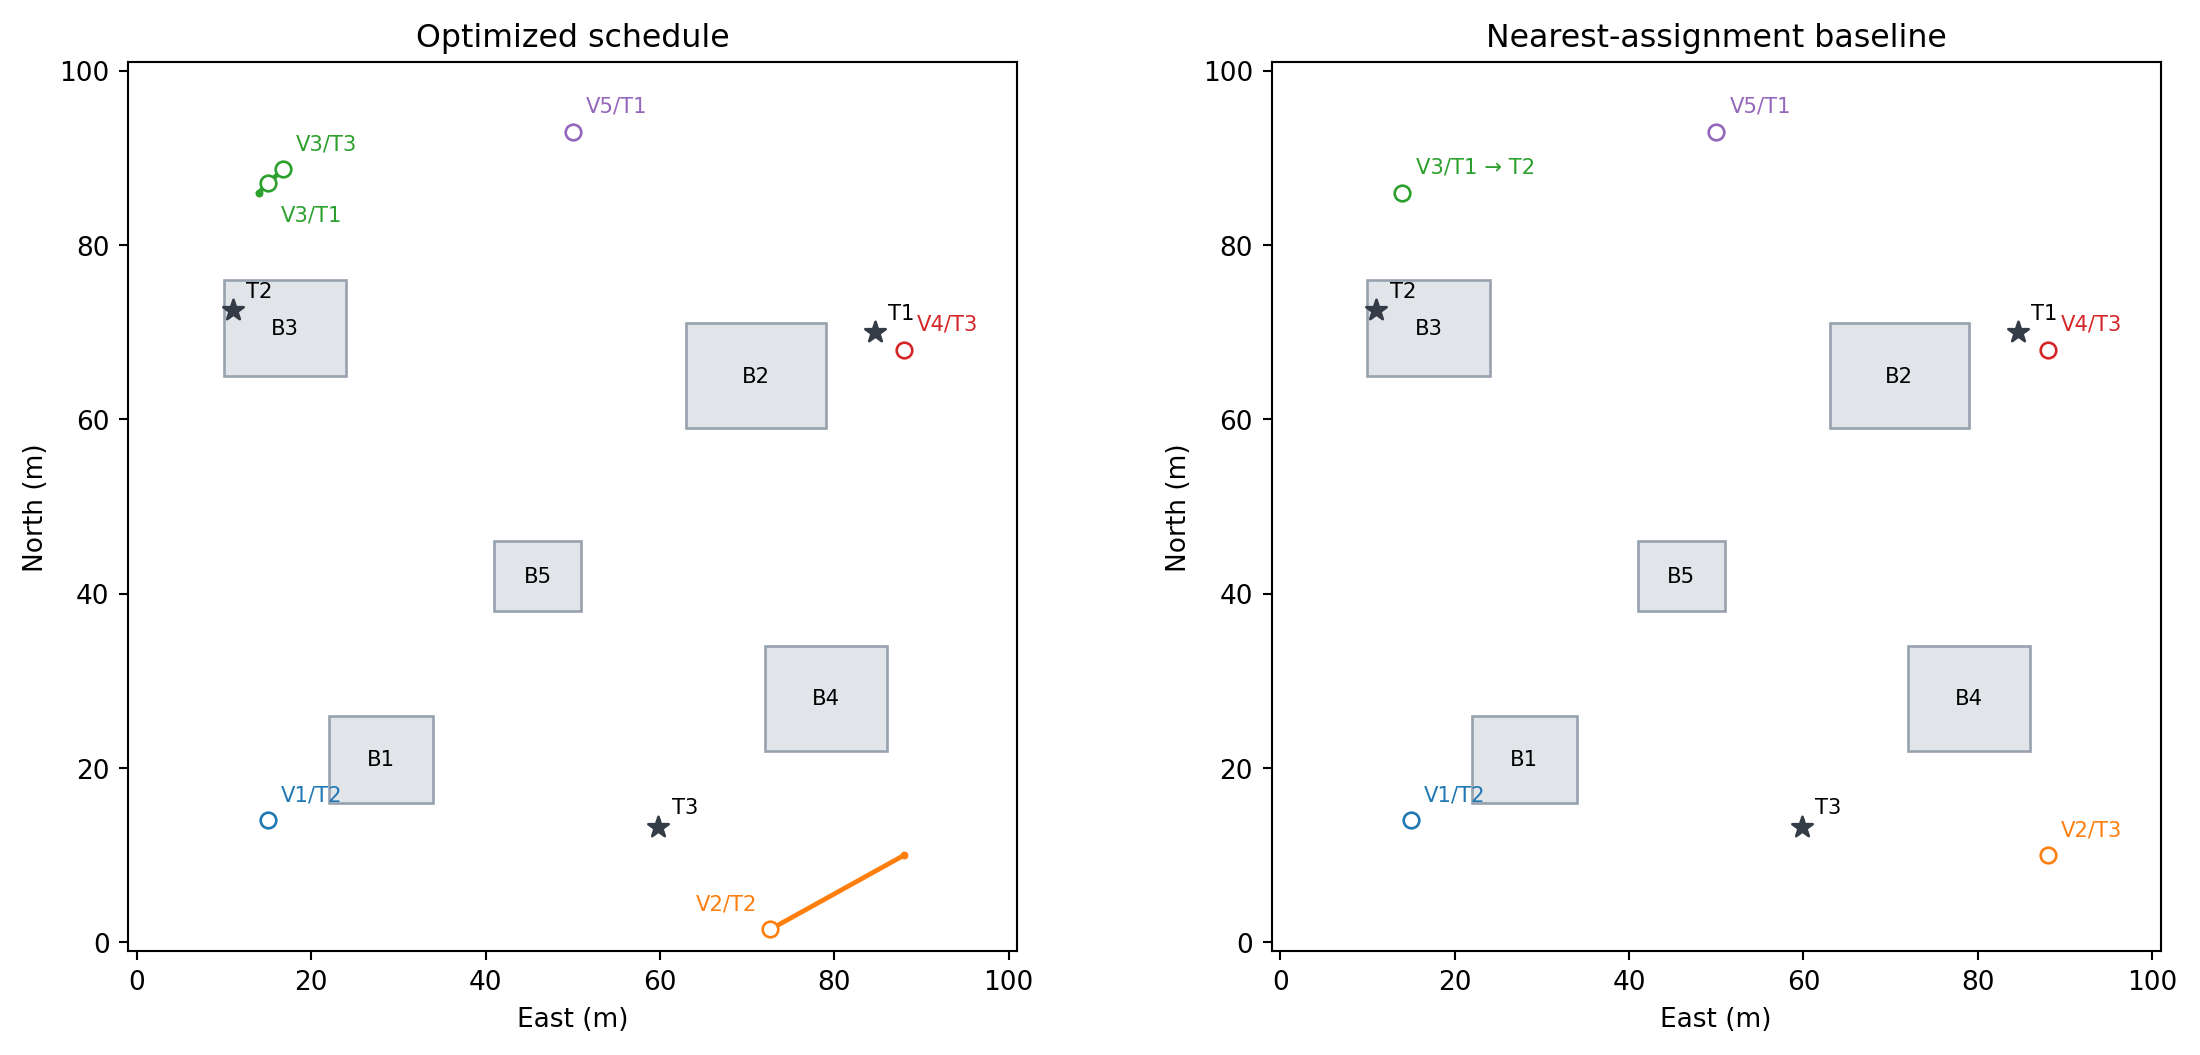 Optimized schedule
100
80
60
40
20
0
North (m)
V5/T1
V3/T3
V3/T1
T2
B3
T1
V4/T3
B2
B5
B4
B1
V1/T2
T3
V2/T2
0
20
40
60
80
100
East (m)
Nearest-assignment baseline
100
80
60
40
20
0
North (m)
V5/T1
V3/T1 → T2
T2
B3
T1
V4/T3
B2
B5
B4
B1
V1/T2
T3
V2/T3
0
20
40
60
80
100
East (m)